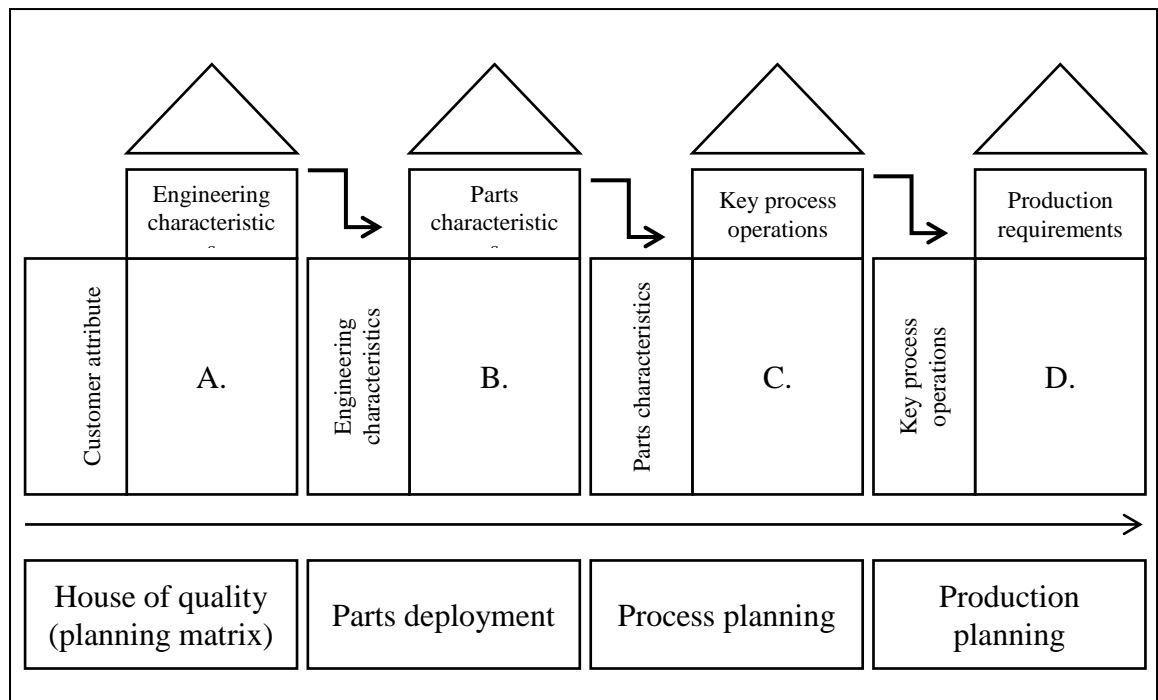 Engineering
characteristic
s
Parts
characteristic
s
Key process
operations
Production
requirements
Customer attribute
A.
Engineering
characteristics
B.
Parts characteristics
C.
Key process
operations
D.
House of quality
(planning matrix)
Parts deployment
Process planning
Production
planning